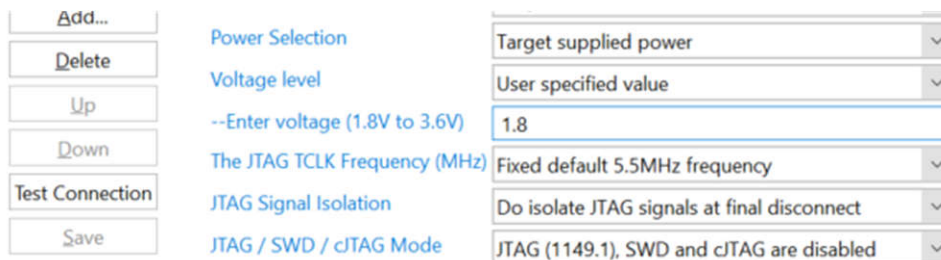 Add...
Delete
Up
Down
Test Connection
Save
Power Selection
Target supplied power
Voltage level
User specified value
--Enter voltage (1.8V to 3.6V)
1.8
The JTAG TCLK Frequency (MHz)
Fixed default 5.5MHz frequency
JTAG Signal Isolation
Do isolate JTAG signals at final disconnect
JTAG / SWD / cJTAG Mode
JTAG (1149.1), SWD and cJTAG are disabled